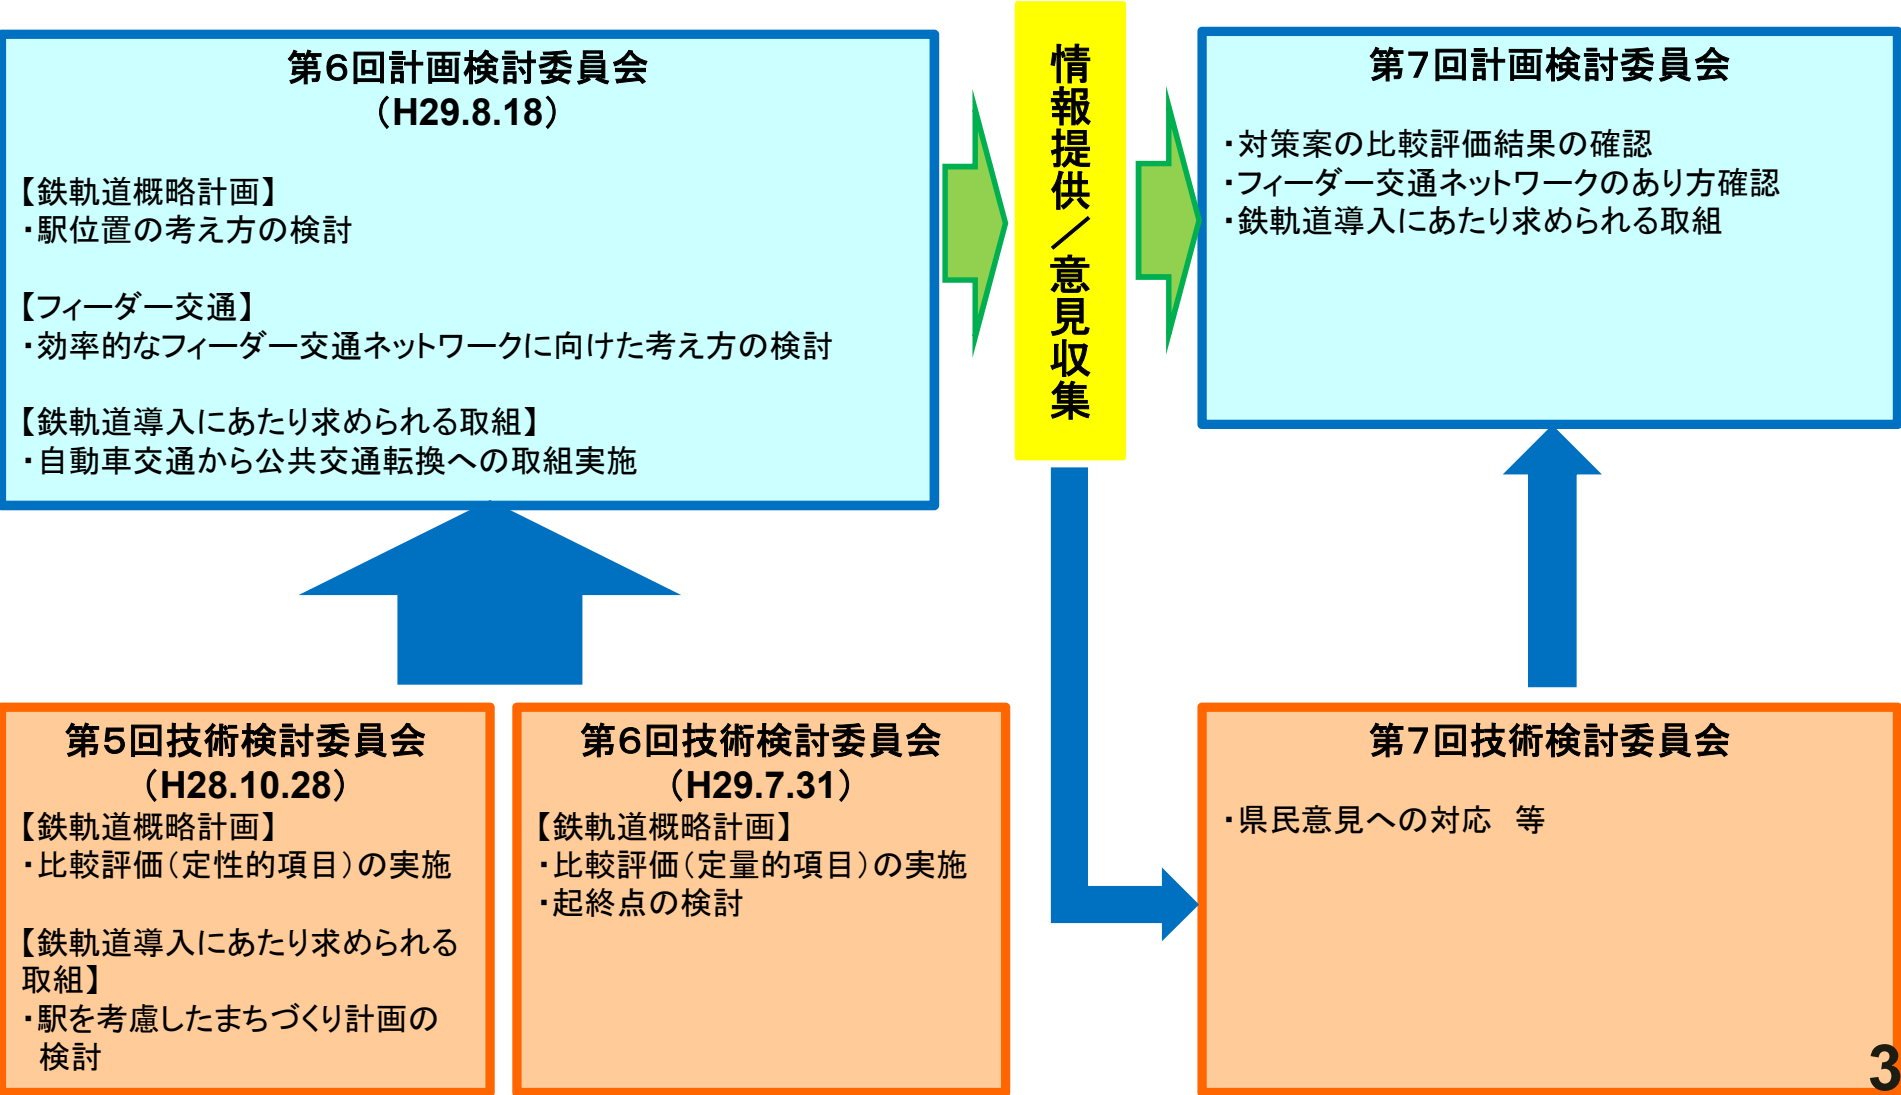 第6回計画検討委員会
（H29.8.18）
【鉄軌道概略計画】
・駅位置の考え方の検討
【フィーダー交通】
・効率的なフィーダー交通ネットワークに向けた考え方の検討
【鉄軌道導入にあたり求められる取組】
・自動車交通から公共交通転換への取組実施
情報提供／意見収集
第7回計画検討委員会
・対策案の比較評価結果の確認
・フィーダー交通ネットワークのあり方確認
・鉄軌道導入にあたり求められる取組
第5回技術検討委員会
（H28.10.28）
【鉄軌道概略計画】
・比較評価（定性的項目）の実施
【鉄軌道導入にあたり求められる
取組】
・駅を考慮したまちづくり計画の
検討
第6回技術検討委員会
（H29.7.31）
【鉄軌道概略計画】
・比較評価（定量的項目）の実施
・起終点の検討
第7回技術検討委員会
・県民意見への対応　等
3